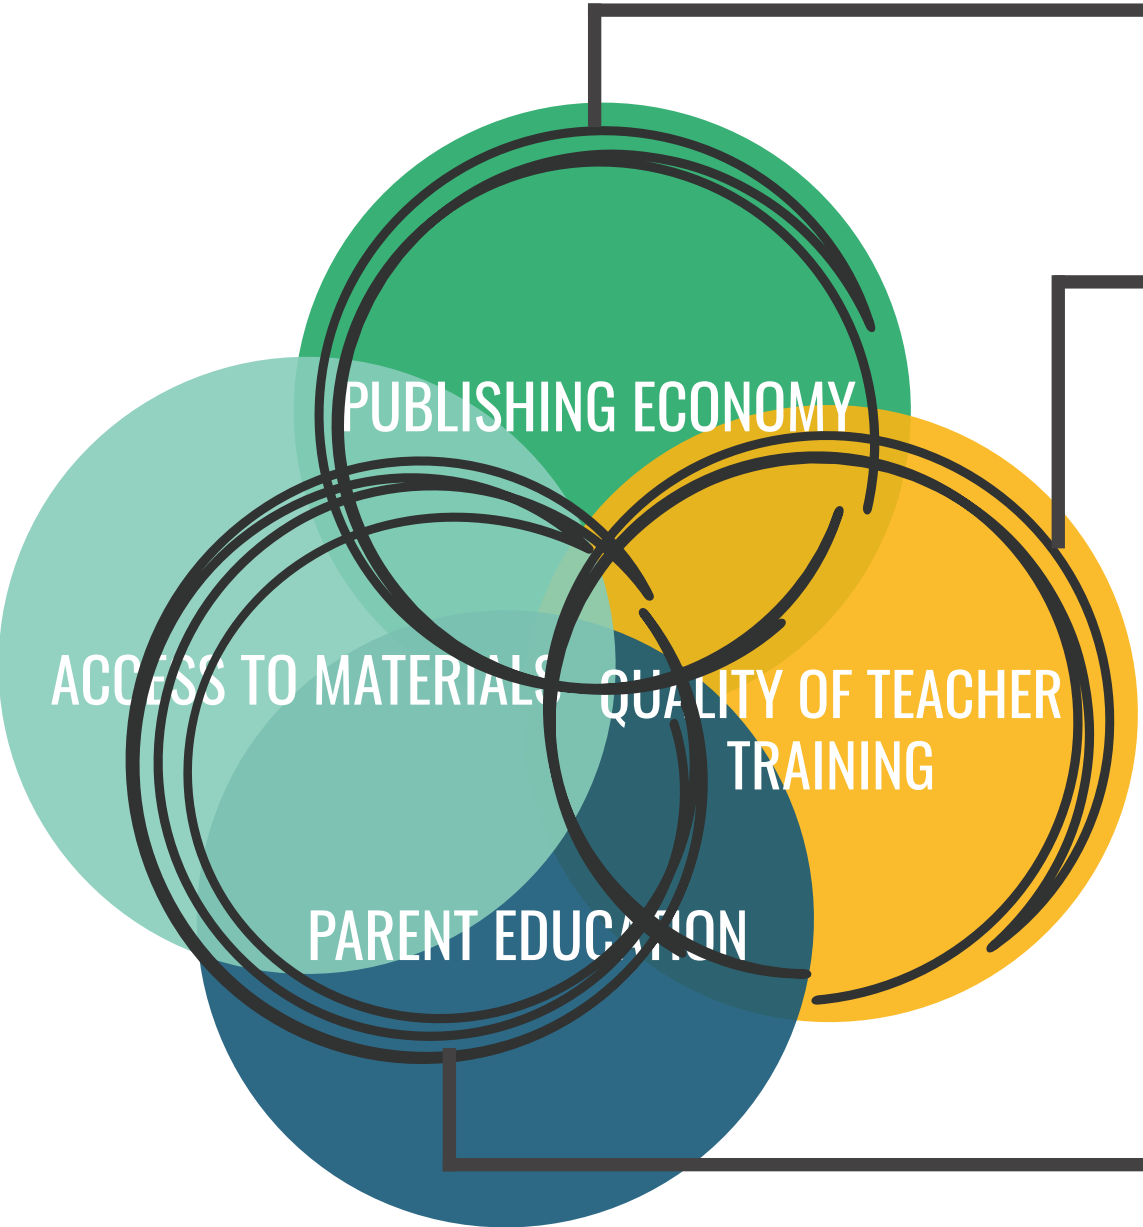 PUBLISHING ECONOMY
ACCESS TO MATERIALS
QUALITY OF TEACHER
TRAINING
PARENT EDUCATION